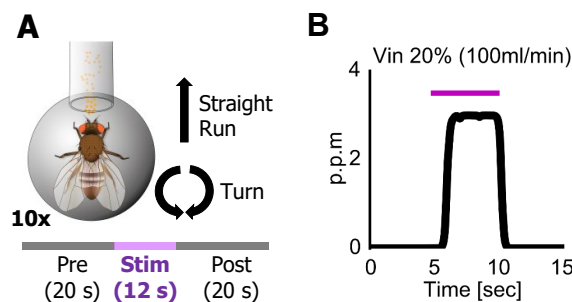 A
Straight
Run
Turn
10x
Pre
(20 s)
Stim
(12 s)
Post
(20 s)
B
Vin 20% (100ml/min)
4
2
0
p.p.m
0
5
10
15
Time [sec]